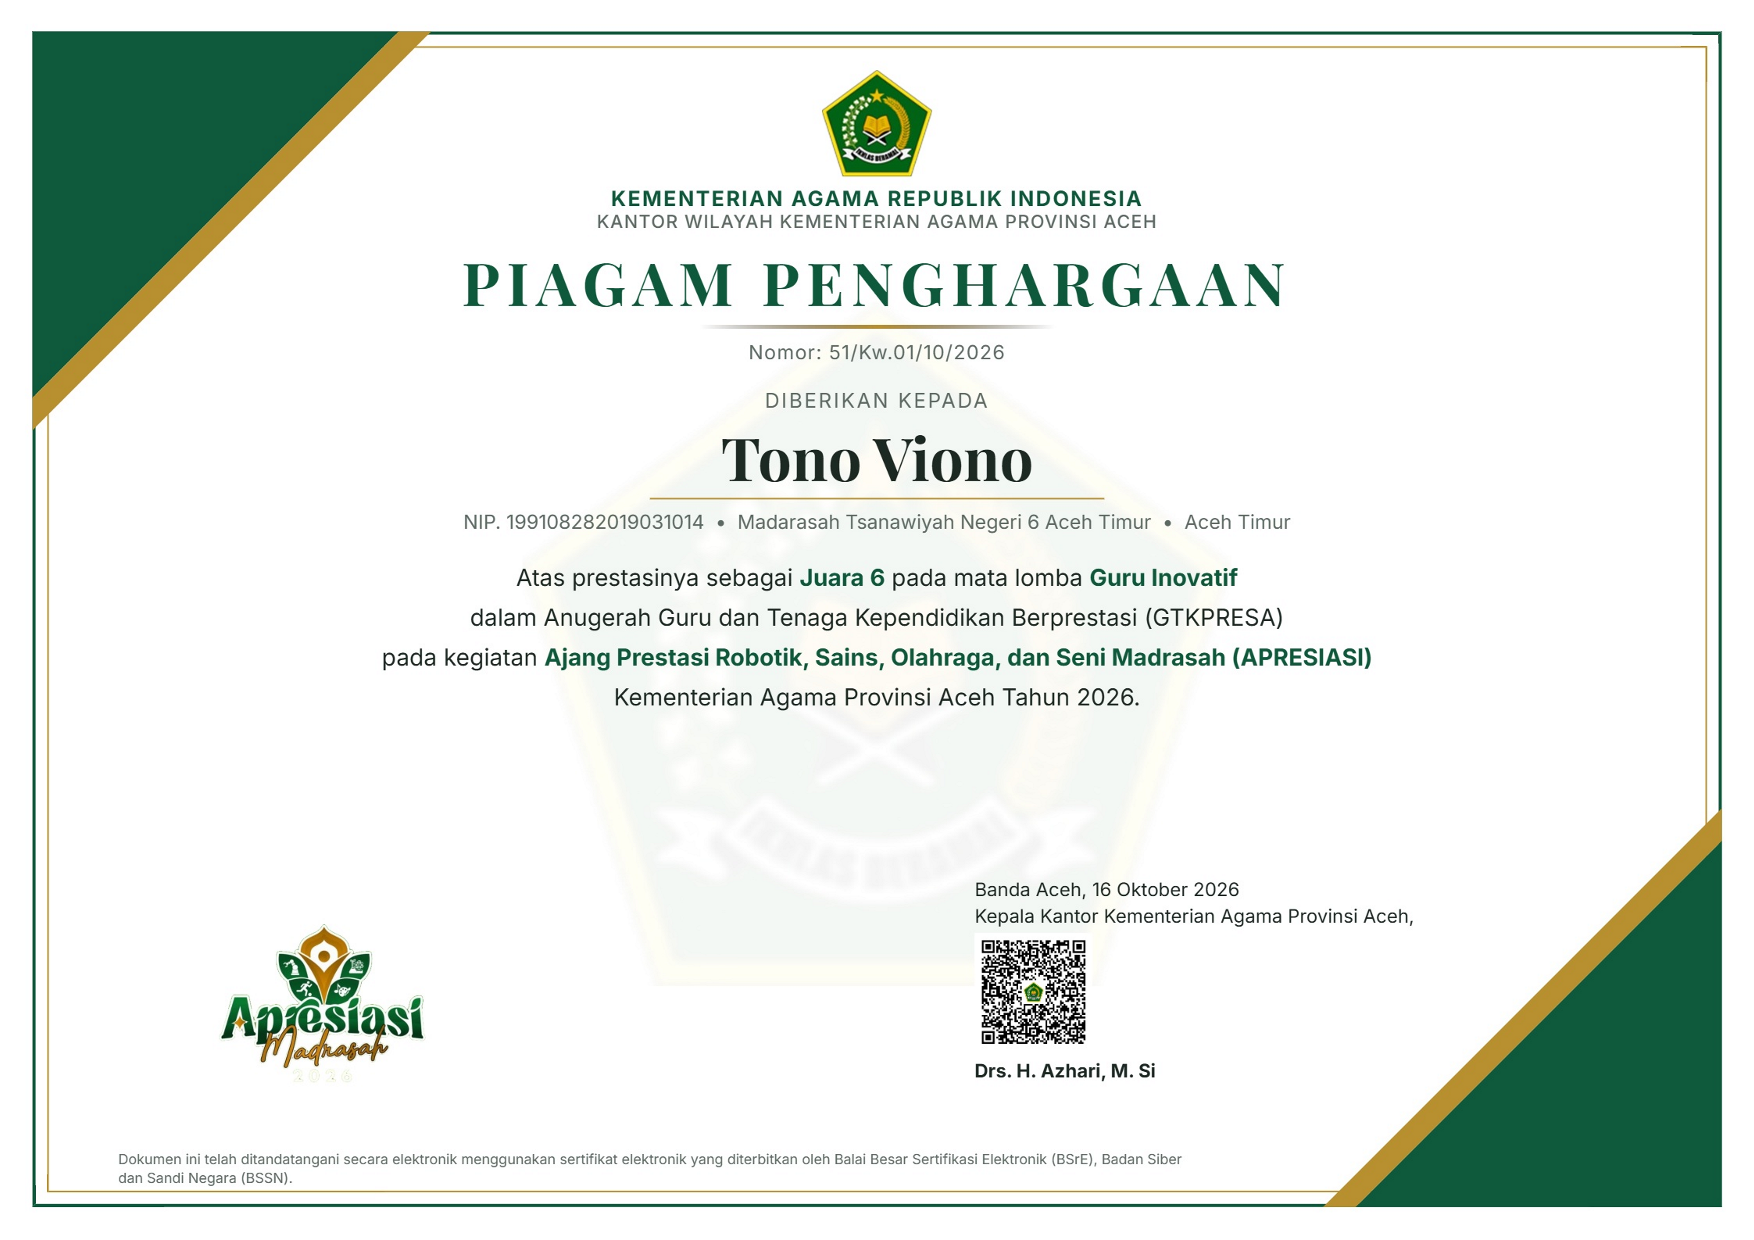 IKHLAS BERAMAL
KEMENTERIAN AGAMA REPUBLIK INDONESIA
KANTOR WILAYAH KEMENTERIAN AGAMA PROVINSI ACEH
PIAGAM PENGHARGAAN
Nomor: 51/Kw.01/10/2026
DIBERIKAN KEPADA
Tono Viono
NIP. 199108282019031014 • Madarasah Tsanawiyah Negeri 6 Aceh Timur • Aceh Timur
Atas prestasinya sebagai Juara 6 pada mata lomba Guru Inovatif
dalam Anugerah Guru dan Tenaga Kependidikan Berprestasi (GTKPRESA)
pada kegiatan Ajang Prestasi Robotik, Sains, Olahraga, dan Seni Madrasah (APRESIASI)
Kementerian Agama Provinsi Aceh Tahun 2026.
IKHLAS BERAMAL
Banda Aceh, 16 Oktober 2026
Kepala Kantor Kementerian Agama Provinsi Aceh,
Apresiasi
Madrasah
2026
Drs. H. Azhari, M. Si
Dokumen ini telah ditandatangani secara elektronik menggunakan sertifikat elektronik yang diterbitkan oleh Balai Besar Sertifikasi Elektronik (BSrE), Badan Siber
dan Sandi Negara (BSSN).